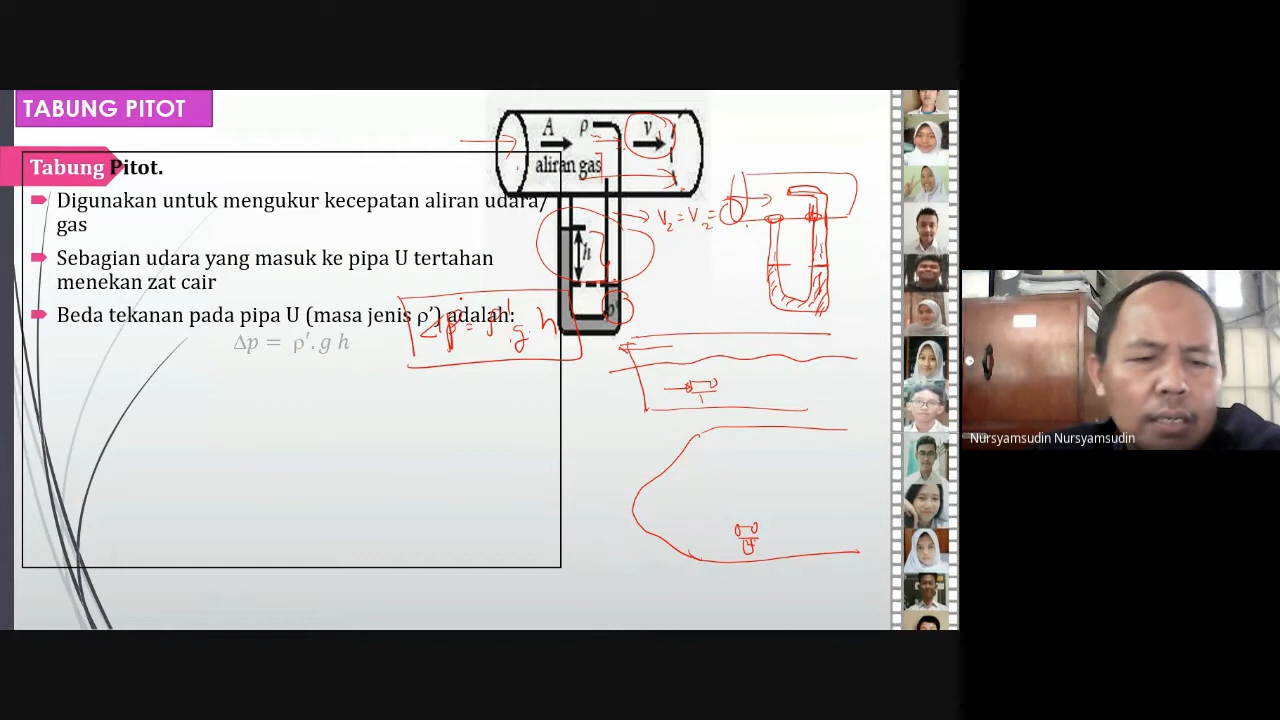 TABUNG PITOT
Tabung Pitot.
Digunakan untuk mengukur kecepatan aliran udara/
gas
Sebagian udara yang masuk ke pipa U tertahan
menekan zat cair
Beda tekanan pada pipa U (masa jenis ρ’) adalah:
Δp = ρ′. g h
A ρ v
aliran gas
h
V₂ = V₂ =
Nursyamsudin Nursyamsudin